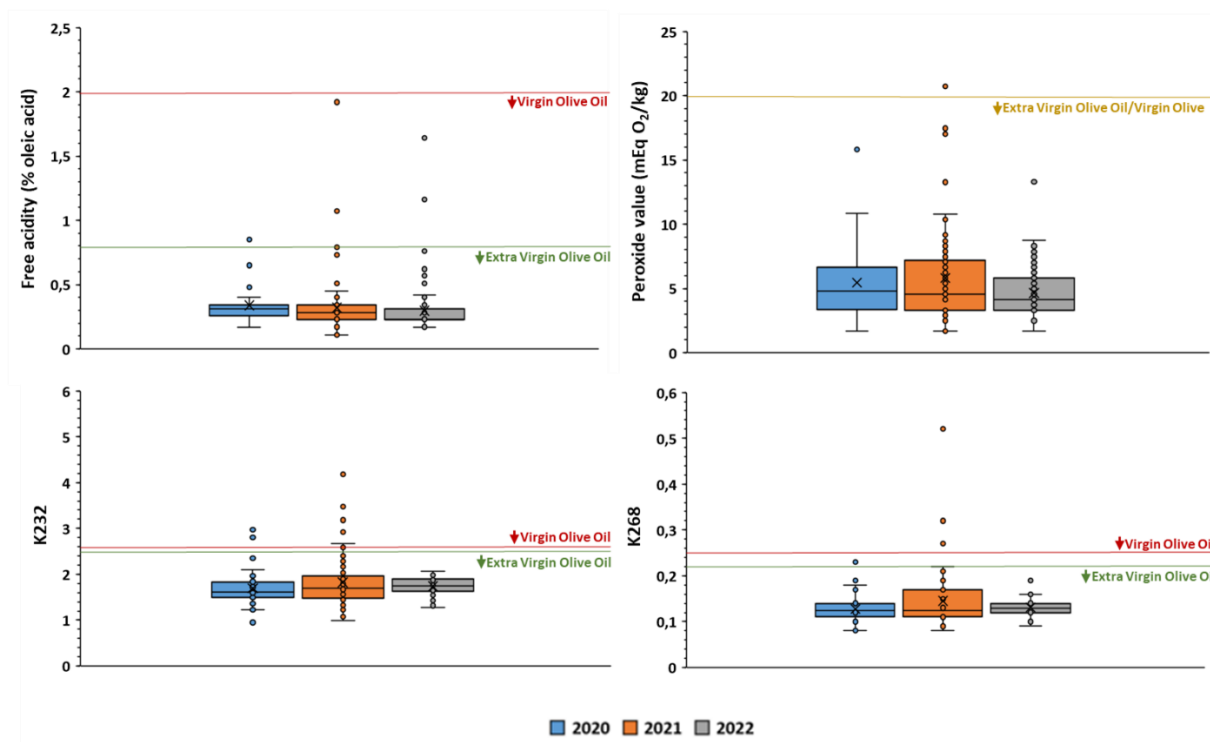 Free acidity (% oleic acid)
2,5
2
1,5
1
0,5
0
Virgin Olive Oil
Extra Virgin Olive Oil
Peroxide value (mEq O₂/kg)
25
20
15
10
5
0
Extra Virgin Olive Oil/Virgin Olive
K232
6
5
4
3
2
1
0
Virgin Olive Oil
Extra Virgin Olive Oil
K268
0,6
0,5
0,4
0,3
0,2
0,1
0
Virgin Olive Oi
Extra Virgin Olive Oi
2020 2021 2022